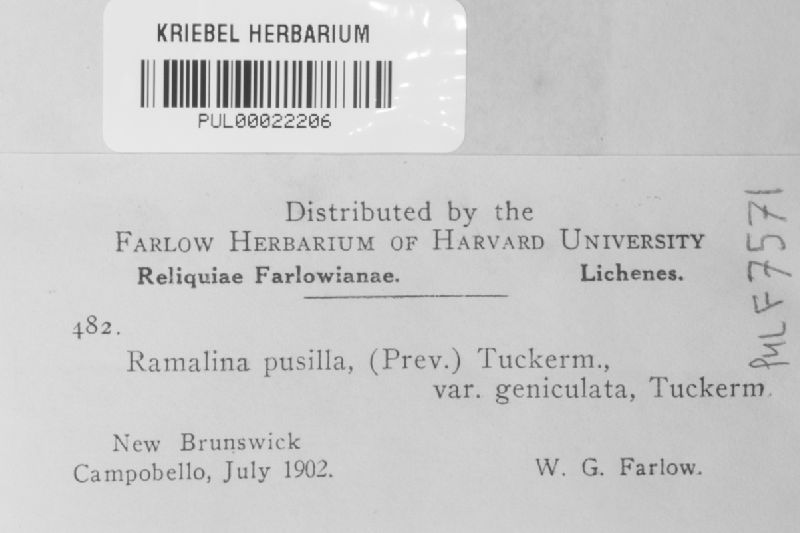 KRIEBEL HERBARIUM
PUL00022206
Distributed by the
FARLOW HERBARIUM OF HARVARD UNIVERSITY
Reliquiae Farlowianae. Lichenes.
482.
Ramalina pusilla, (Prev.) Tuckerm.,
var. geniculata, Tuckerm.
New Brunswick
Campobello, July 1902. W. G. Farlow.
PUL F7571